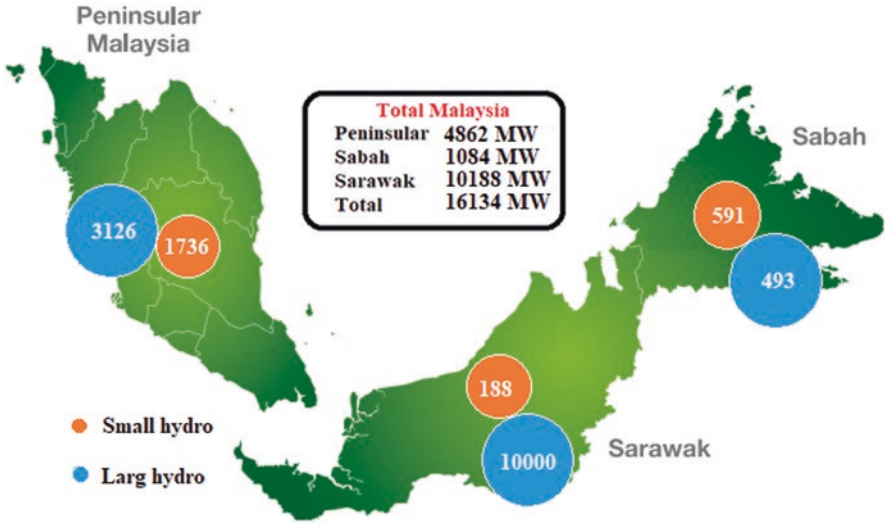 Peninsular
Malaysia
Total Malaysia
Peninsular 4862 MW
Sabah 1084 MW
Sarawak 10188 MW
Total 16134 MW
Sabah
3126
1736
591
493
188
10000
Small hydro
Larg hydro
Sarawak